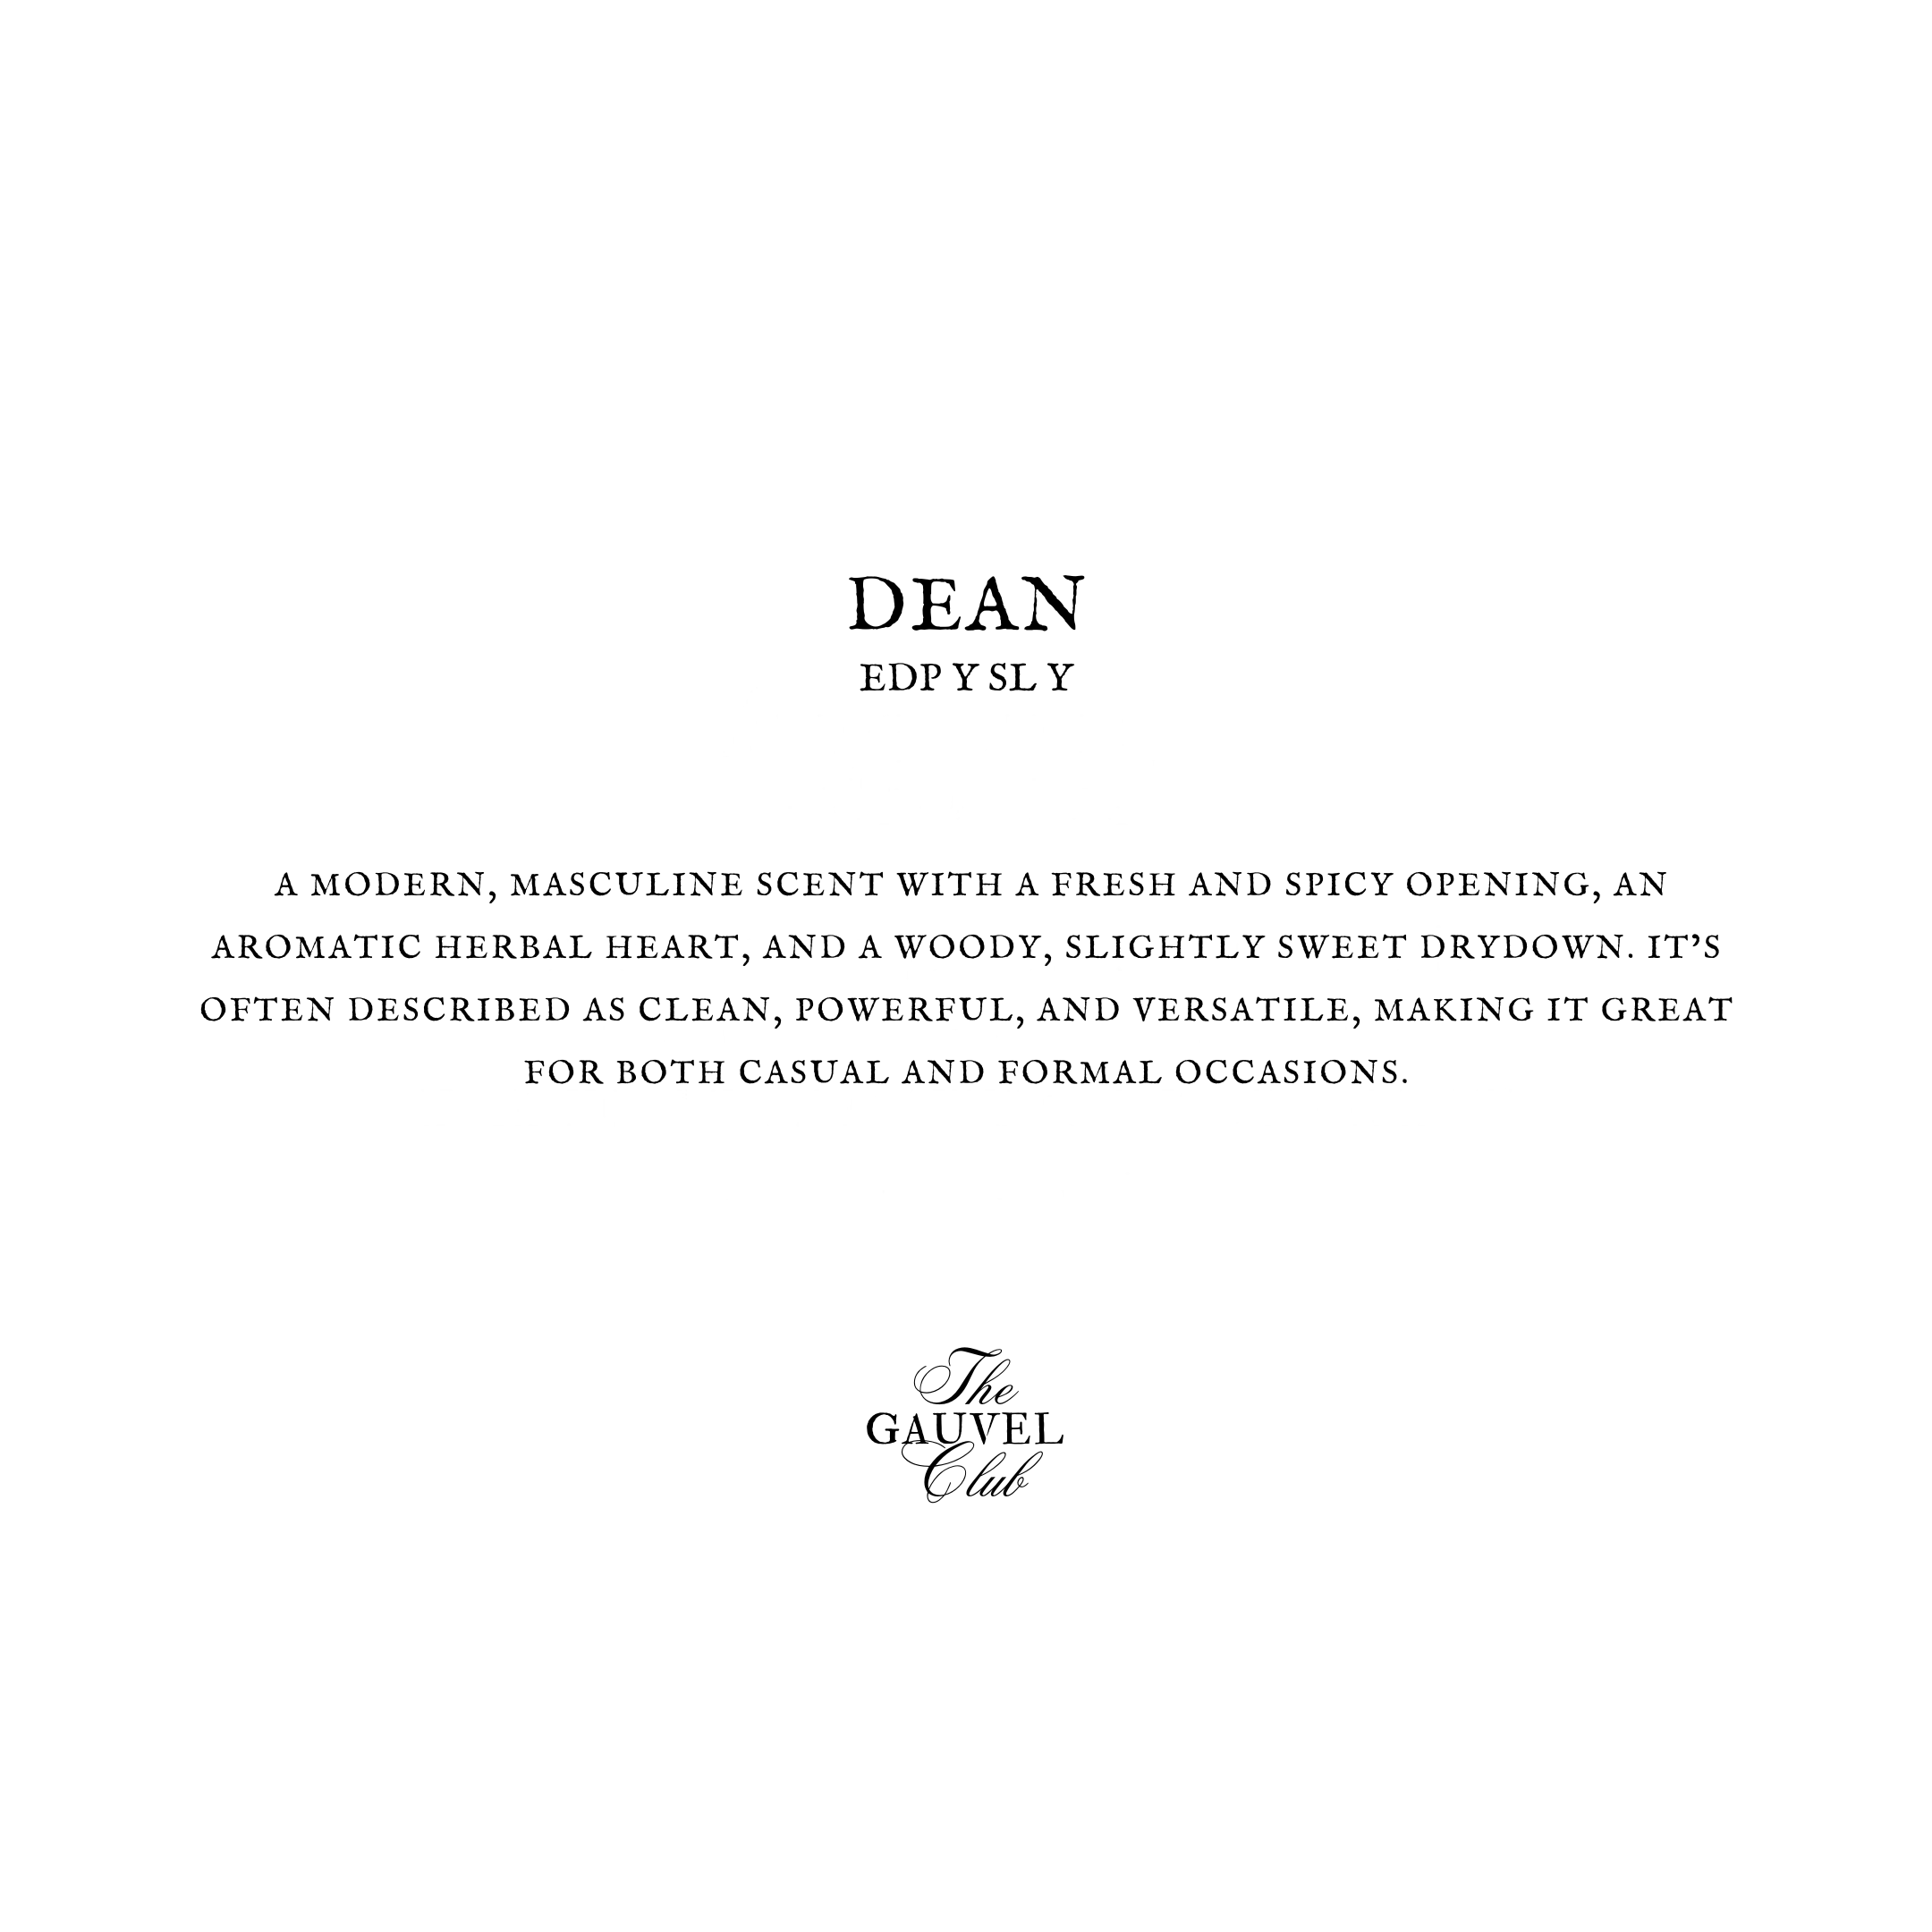 DEAN
EDPYSLY
A MODERN, MASCULINE SCENT WITH A FRESH AND SPICY OPENING, AN
AROMATIC HERBAL HEART, AND A WOODY, SLIGHTLY SWEET DRYDOWN. IT'S
OFTEN DESCRIBED AS CLEAN, POWERFUL, AND VERSATILE, MAKING IT GREAT
FOR BOTH CASUAL AND FORMAL OCCASIONS.
The
GAUVEL
Club